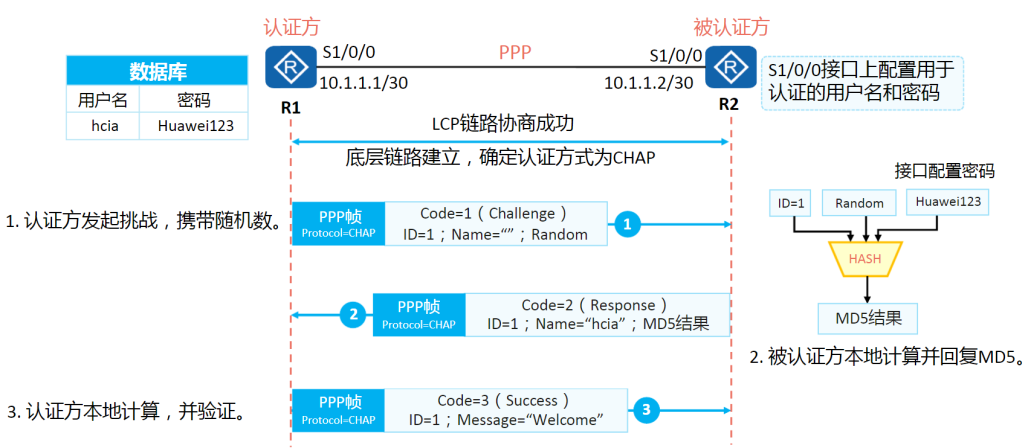 认证方
被认证方
数据库
用户名 密码
hcia Huawei123
S1/0/0
PPP
S1/0/0
10.1.1.1/30
10.1.1.2/30
R
R
R1
R2
S1/0/0接口上配置用于
认证的用户名和密码
LCP链路协商成功
底层链路建立，确定认证方式为CHAP
1. 认证方发起挑战，携带随机数。
PPP帧
Protocol=CHAP
Code=1（Challenge）
ID=1；Name=“”；Random
1
接口配置密码
ID=1
Random
Huawei123
HASH
MD5结果
2
PPP帧
Protocol=CHAP
Code=2（Response）
ID=1；Name=“hcia”；MD5结果
2. 被认证方本地计算并回复MD5。
3. 认证方本地计算，并验证。
PPP帧
Protocol=CHAP
Code=3（Success）
ID=1；Message=“Welcome”
3